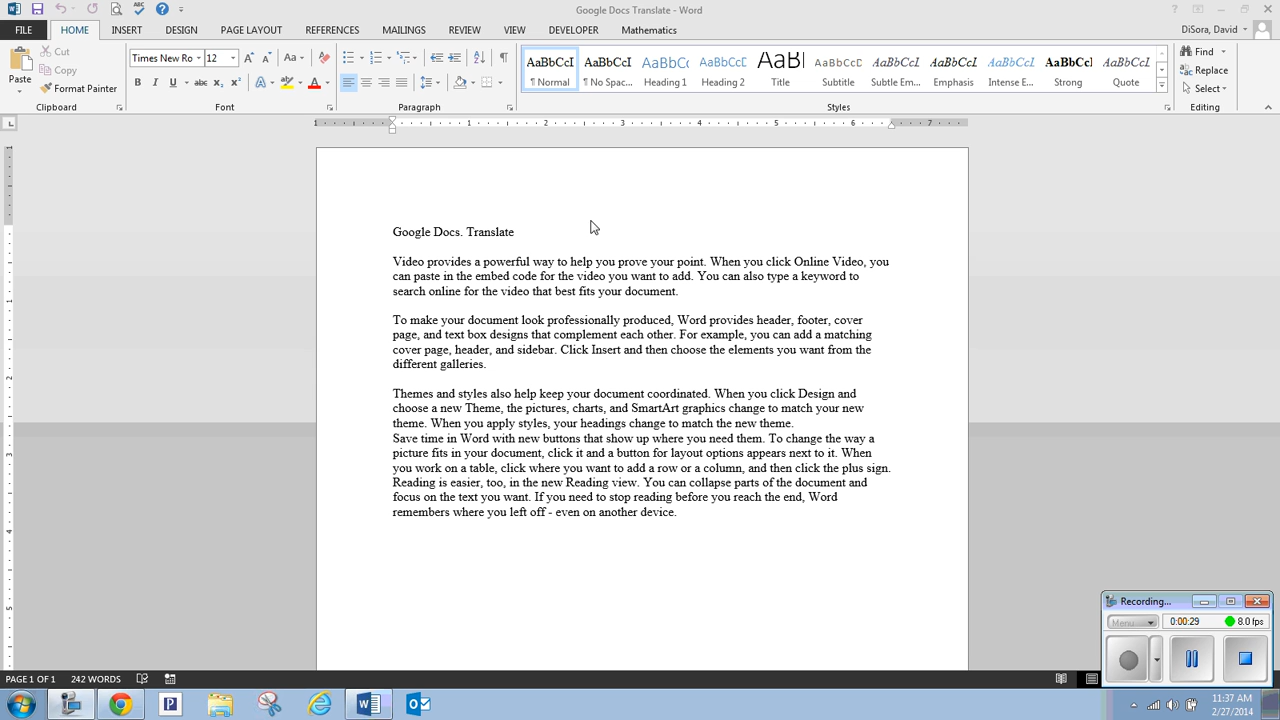 Google Docs Translate - Word
FILE HOME INSERT DESIGN PAGE LAYOUT REFERENCES MAILINGS REVIEW VIEW DEVELOPER Mathematics DiSora, David
Paste
Cut
Copy
Format Painter
Clipboard
Times New Ro 12
Font
Paragraph
AaBbCcI AaBbCcI AaBbCc AaBbCc AaB AaBbCcD AaBbCcI AaBbCcI AaBbCcI AaBbCcI AaBbCcI
¶ Normal ¶ No Spac... Heading 1 Heading 2 Title Subtitle Subtle Em... Emphasis Intense E... Strong Quote
Styles
Find
Replace
Select
Editing
1 1 2 3 4 5 6 7
Google Docs. Translate
Video provides a powerful way to help you prove your point. When you click Online Video, you
can paste in the embed code for the video you want to add. You can also type a keyword to
search online for the video that best fits your document.
To make your document look professionally produced, Word provides header, footer, cover
page, and text box designs that complement each other. For example, you can add a matching
cover page, header, and sidebar. Click Insert and then choose the elements you want from the
different galleries.
Themes and styles also help keep your document coordinated. When you click Design and
choose a new Theme, the pictures, charts, and SmartArt graphics change to match your new
theme. When you apply styles, your headings change to match the new theme.
Save time in Word with new buttons that show up where you need them. To change the way a
picture fits in your document, click it and a button for layout options appears next to it. When
you work on a table, click where you want to add a row or a column, and then click the plus sign.
Reading is easier, too, in the new Reading view. You can collapse parts of the document and
focus on the text you want. If you need to stop reading before you reach the end, Word
remembers where you left off - even on another device.
Recording...
Menu 0:00:29 8.0 fps
PAGE 1 OF 1 242 WORDS
11:37 AM
2/27/2014